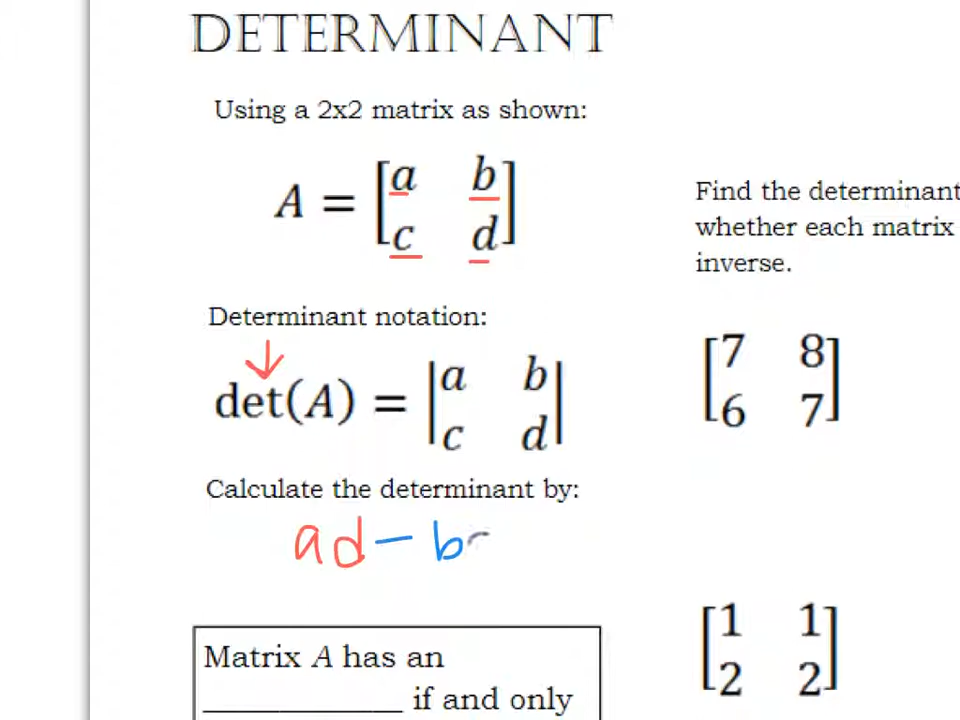 DETERMINANT
Using a 2x2 matrix as shown:
A = [a b
c d]
Determinant notation:
det(A) = |a b
c d|
Calculate the determinant by:
ad - b
Matrix A has an
____________ if and only
Find the determinant
whether each matrix
inverse.
[7 8
6 7]
[1 1
2 2]